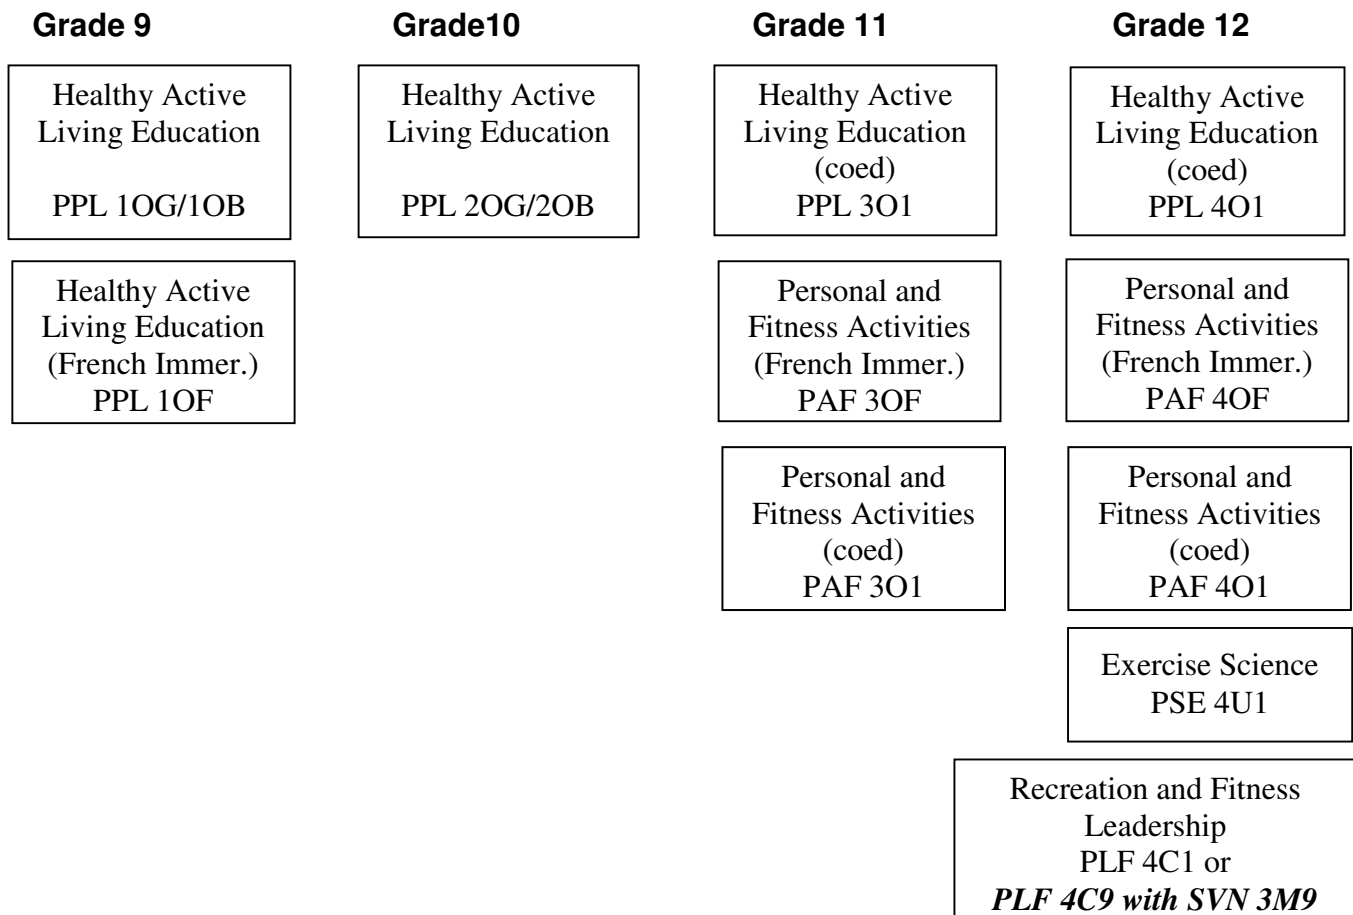 Grade 9
Grade10
Grade 11
Grade 12
Healthy Active
Living Education
PPL 1OG/1OB
Healthy Active
Living Education
PPL 2OG/2OB
Healthy Active
Living Education
(coed)
PPL 3O1
Healthy Active
Living Education
(coed)
PPL 4O1
Healthy Active
Living Education
(French Immer.)
PPL 1OF
Personal and
Fitness Activities
(French Immer.)
PAF 3OF
Personal and
Fitness Activities
(French Immer.)
PAF 4OF
Personal and
Fitness Activities
(coed)
PAF 3O1
Personal and
Fitness Activities
(coed)
PAF 4O1
Exercise Science
PSE 4U1
Recreation and Fitness
Leadership
PLF 4C1 or
PLF 4C9 with SVN 3M9